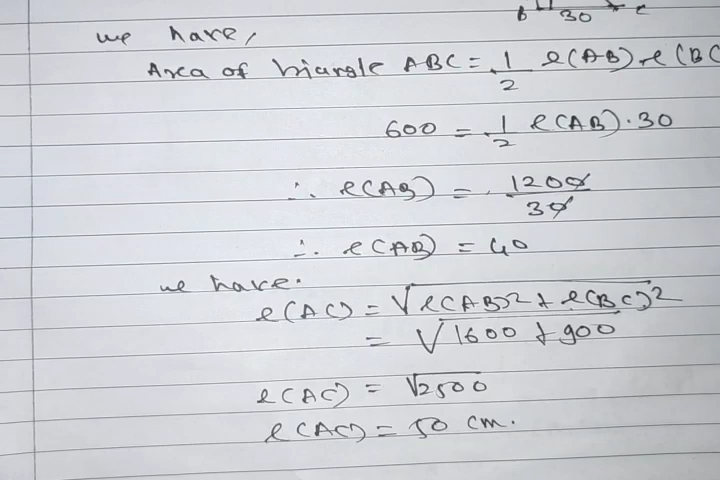 B 30 C
we have,
Area of triangle ABC = 1/2 l(AB) × l(BC
600 = 1/2 l(AB) · 30
∴ l(AB) = 1200/30
∴ l(AB) = 40
we have.
l(AC) = √l(AB)2 + l(BC)2
= √1600 + 900
l(AC) = √2500
l(AC) = 50 cm.